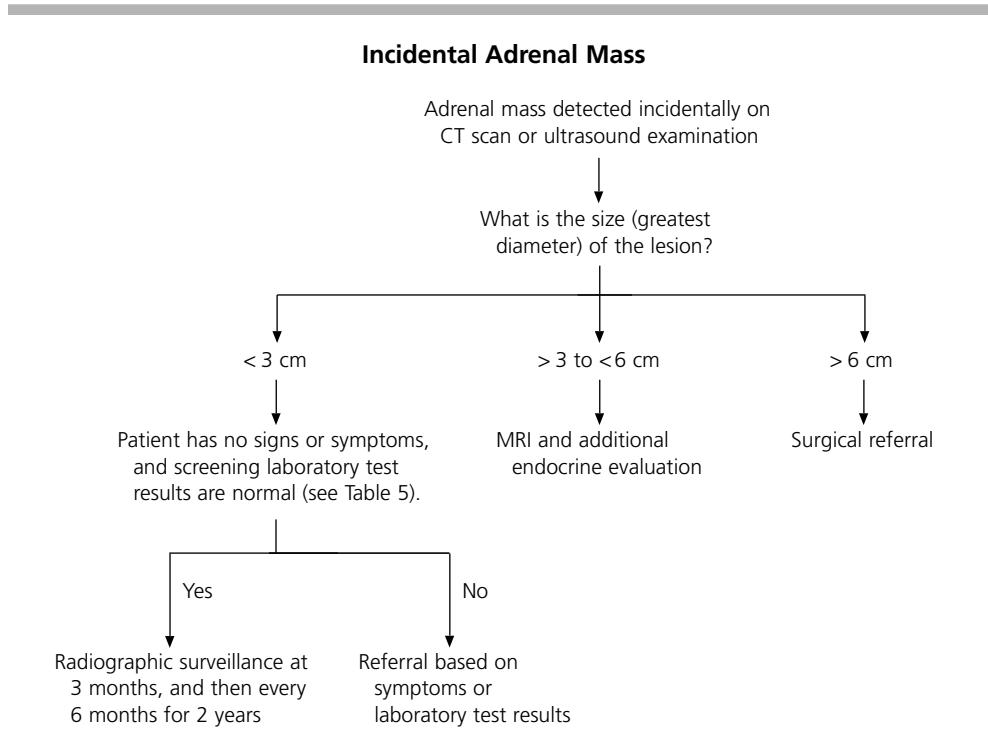 Incidental Adrenal Mass
Adrenal mass detected incidentally on
CT scan or ultrasound examination
What is the size (greatest
diameter) of the lesion?
< 3 cm
> 3 to <6 cm
> 6 cm
Patient has no signs or symptoms,
and screening laboratory test
results are normal (see Table 5).
MRI and additional
endocrine evaluation
Surgical referral
Yes
No
Radiographic surveillance at
3 months, and then every
6 months for 2 years
Referral based on
symptoms or
laboratory test results